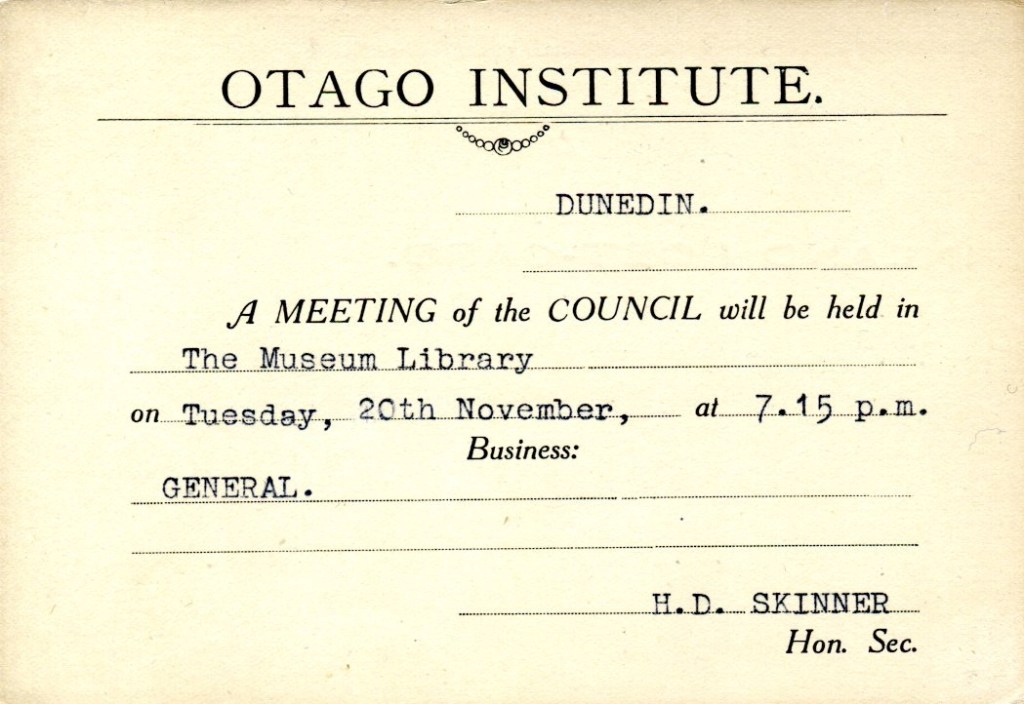 OTAGO INSTITUTE.
DUNEDIN.
A MEETING of the COUNCIL will be held in
The Museum Library
on Tuesday, 20th November, at 7.15 p.m.
Business:
GENERAL.
H.D. SKINNER
Hon. Sec.